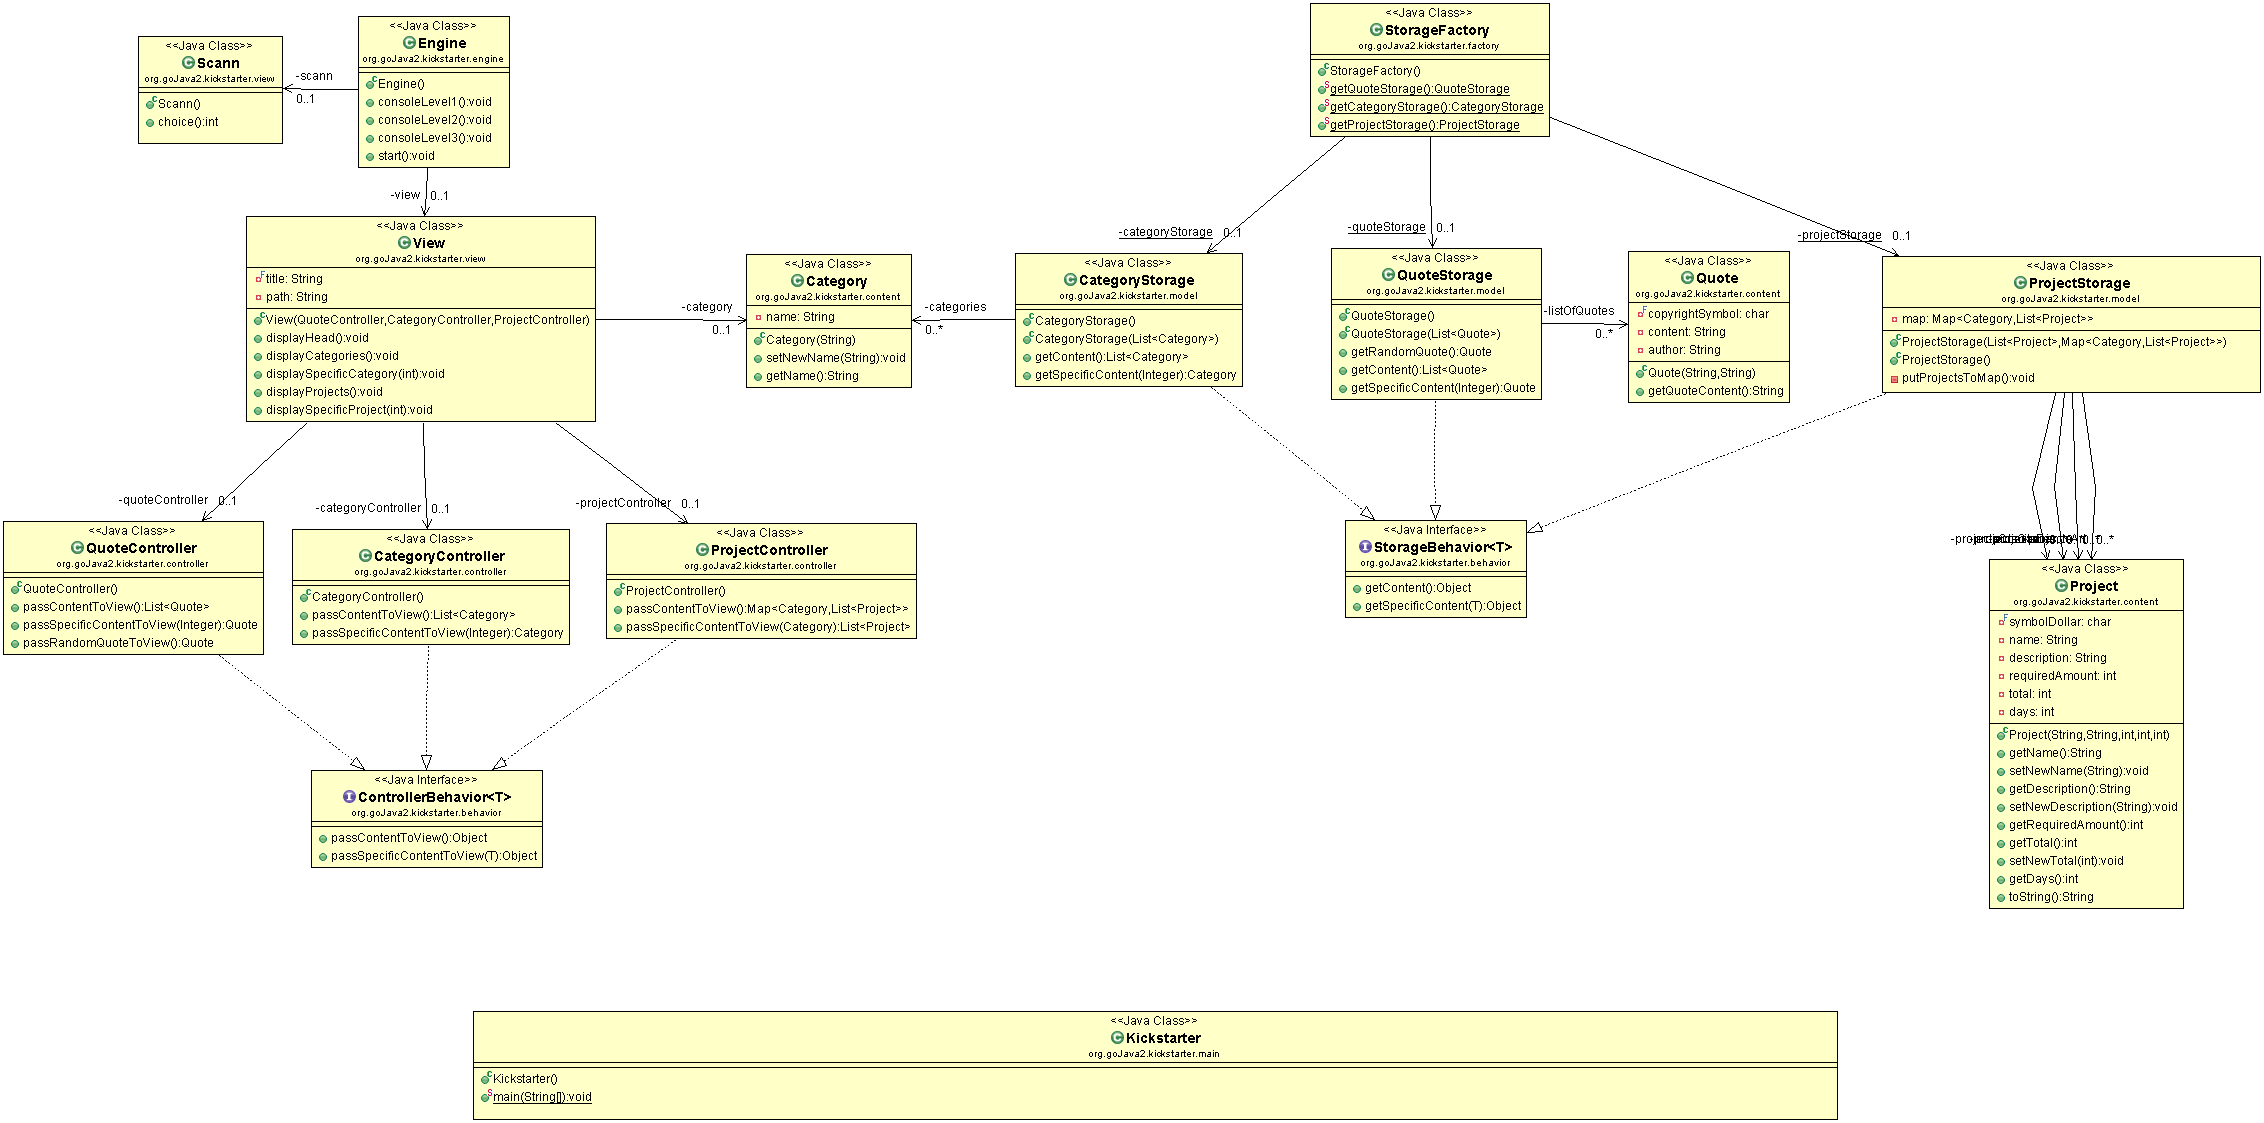 <<Java Class>>
Scann
org.goJava2.kickstarter.view
Scann()
choice():int
-scann
0..1
<<Java Class>>
Engine
org.goJava2.kickstarter.engine
Engine()
consoleLevel1():void
consoleLevel2():void
consoleLevel3():void
start():void
-view
0..1
<<Java Class>>
StorageFactory
org.goJava2.kickstarter.factory
StorageFactory()
getQuoteStorage():QuoteStorage
getCategoryStorage():CategoryStorage
getProjectStorage():ProjectStorage
-categoryStorage
0..1
-quoteStorage
0..1
-projectStorage
0..1
<<Java Class>>
View
org.goJava2.kickstarter.view
title: String
path: String
View(QuoteController,CategoryController,ProjectController)
displayHead():void
displayCategories():void
displaySpecificCategory(int):void
displayProjects():void
displaySpecificProject(int):void
-category
0..1
<<Java Class>>
Category
org.goJava2.kickstarter.content
name: String
Category(String)
setNewName(String):void
getName():String
-categories
0..*
<<Java Class>>
CategoryStorage
org.goJava2.kickstarter.model
CategoryStorage()
CategoryStorage(List<Category>)
getContent():List<Category>
getSpecificContent(Integer):Category
<<Java Class>>
QuoteStorage
org.goJava2.kickstarter.model
QuoteStorage()
QuoteStorage(List<Quote>)
getRandomQuote():Quote
getContent():List<Quote>
getSpecificContent(Integer):Quote
-listOfQuotes
0..*
<<Java Class>>
Quote
org.goJava2.kickstarter.content
copyrightSymbol: char
content: String
author: String
Quote(String,String)
getQuoteContent():String
<<Java Class>>
ProjectStorage
org.goJava2.kickstarter.model
map: Map<Category,List<Project>>
ProjectStorage(List<Project>,Map<Category,List<Project>>)
ProjectStorage()
putProjectsToMap():void
-quoteController
0..1
-categoryController
0..1
-projectController
0..1
<<Java Class>>
QuoteController
org.goJava2.kickstarter.controller
QuoteController()
passContentToView():List<Quote>
passSpecificContentToView(Integer):Quote
passRandomQuoteToView():Quote
<<Java Class>>
CategoryController
org.goJava2.kickstarter.controller
CategoryController()
passContentToView():List<Category>
passSpecificContentToView(Integer):Category
<<Java Class>>
ProjectController
org.goJava2.kickstarter.controller
ProjectController()
passContentToView():Map<Category,List<Project>>
passSpecificContentToView(Category):List<Project>
<<Java Interface>>
StorageBehavior<T>
org.goJava2.kickstarter.behavior
getContent():Object
getSpecificContent(T):Object
0..*
<<Java Class>>
Project
org.goJava2.kickstarter.content
symbolDollar: char
name: String
description: String
requiredAmount: int
total: int
days: int
Project(String,String,int,int,int)
getName():String
setNewName(String):void
getDescription():String
setNewDescription(String):void
getRequiredAmount():int
getTotal():int
setNewTotal(int):void
getDays():int
toString():String
<<Java Interface>>
ControllerBehavior<T>
org.goJava2.kickstarter.behavior
passContentToView():Object
passSpecificContentToView(T):Object
<<Java Class>>
Kickstarter
org.goJava2.kickstarter.main
Kickstarter()
main(String[]):void